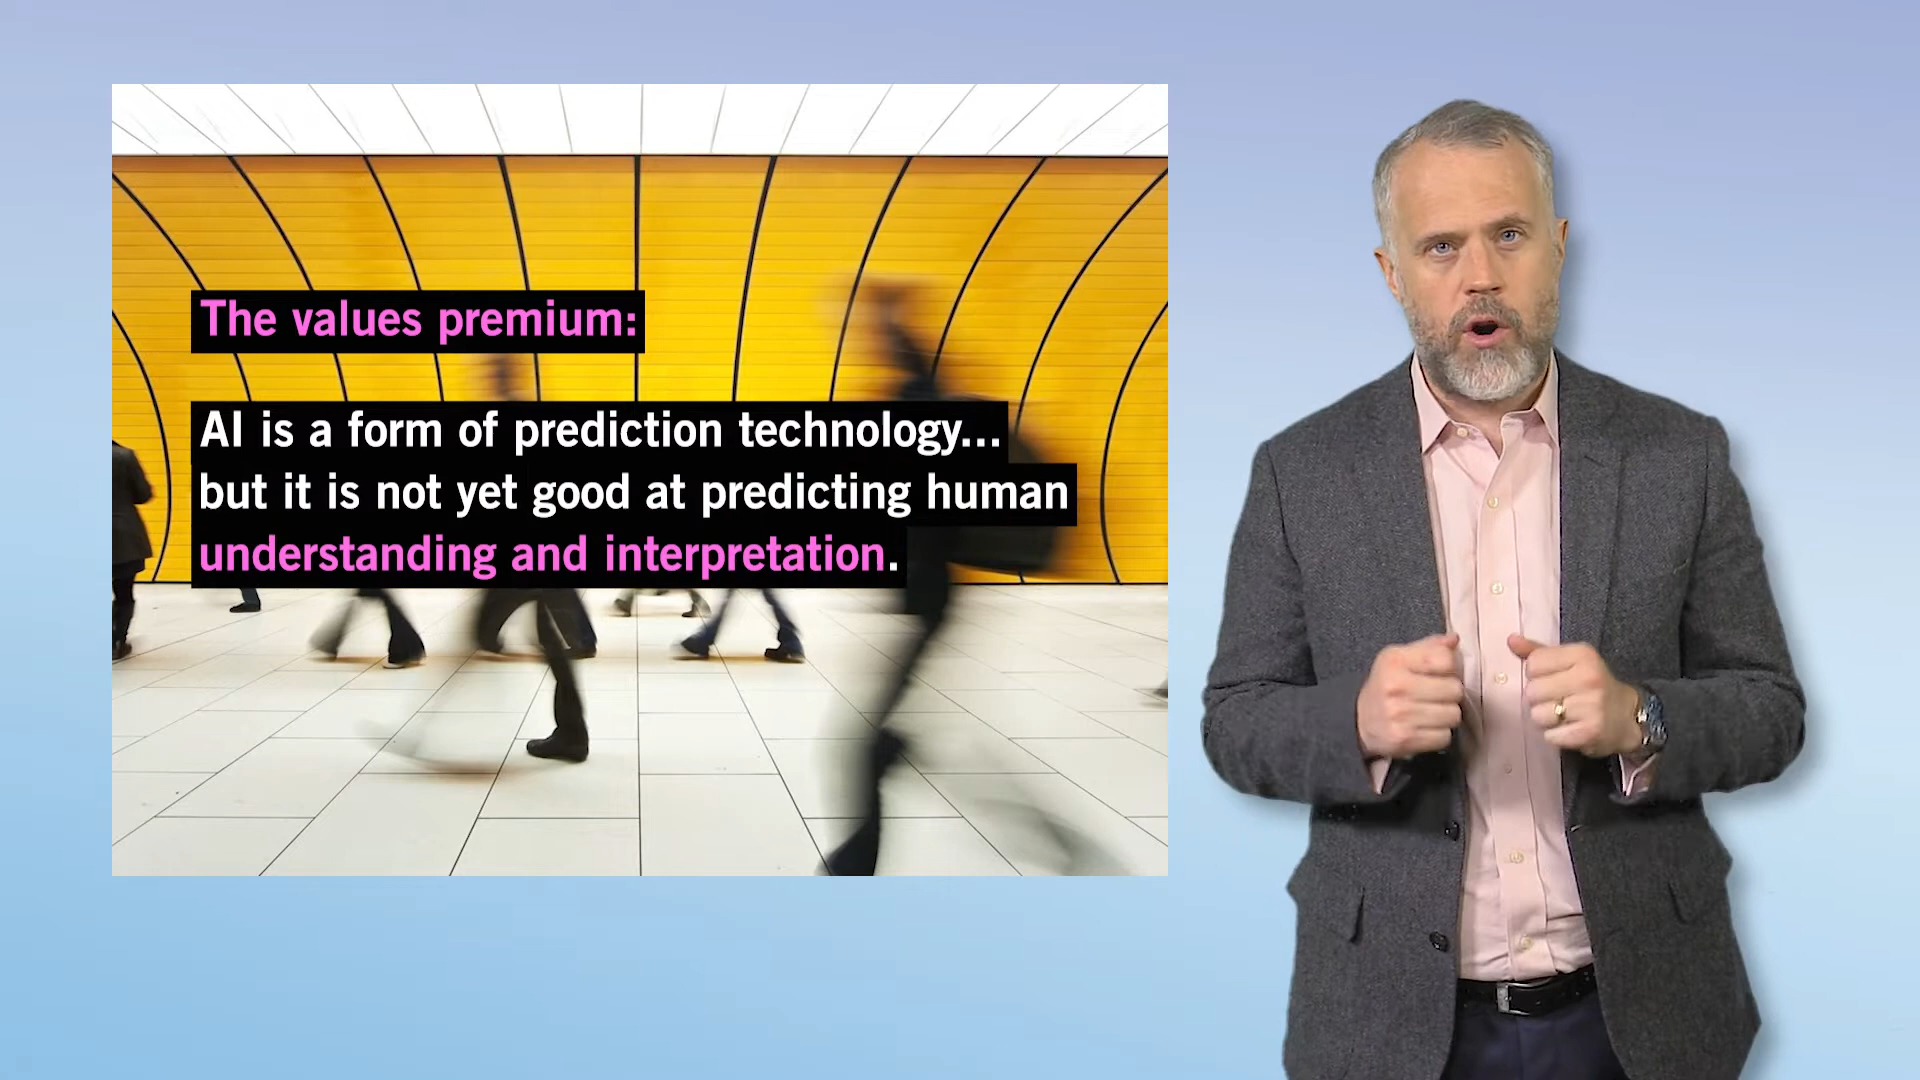 The values premium:
AI is a form of prediction technology...
but it is not yet good at predicting human
understanding and interpretation.